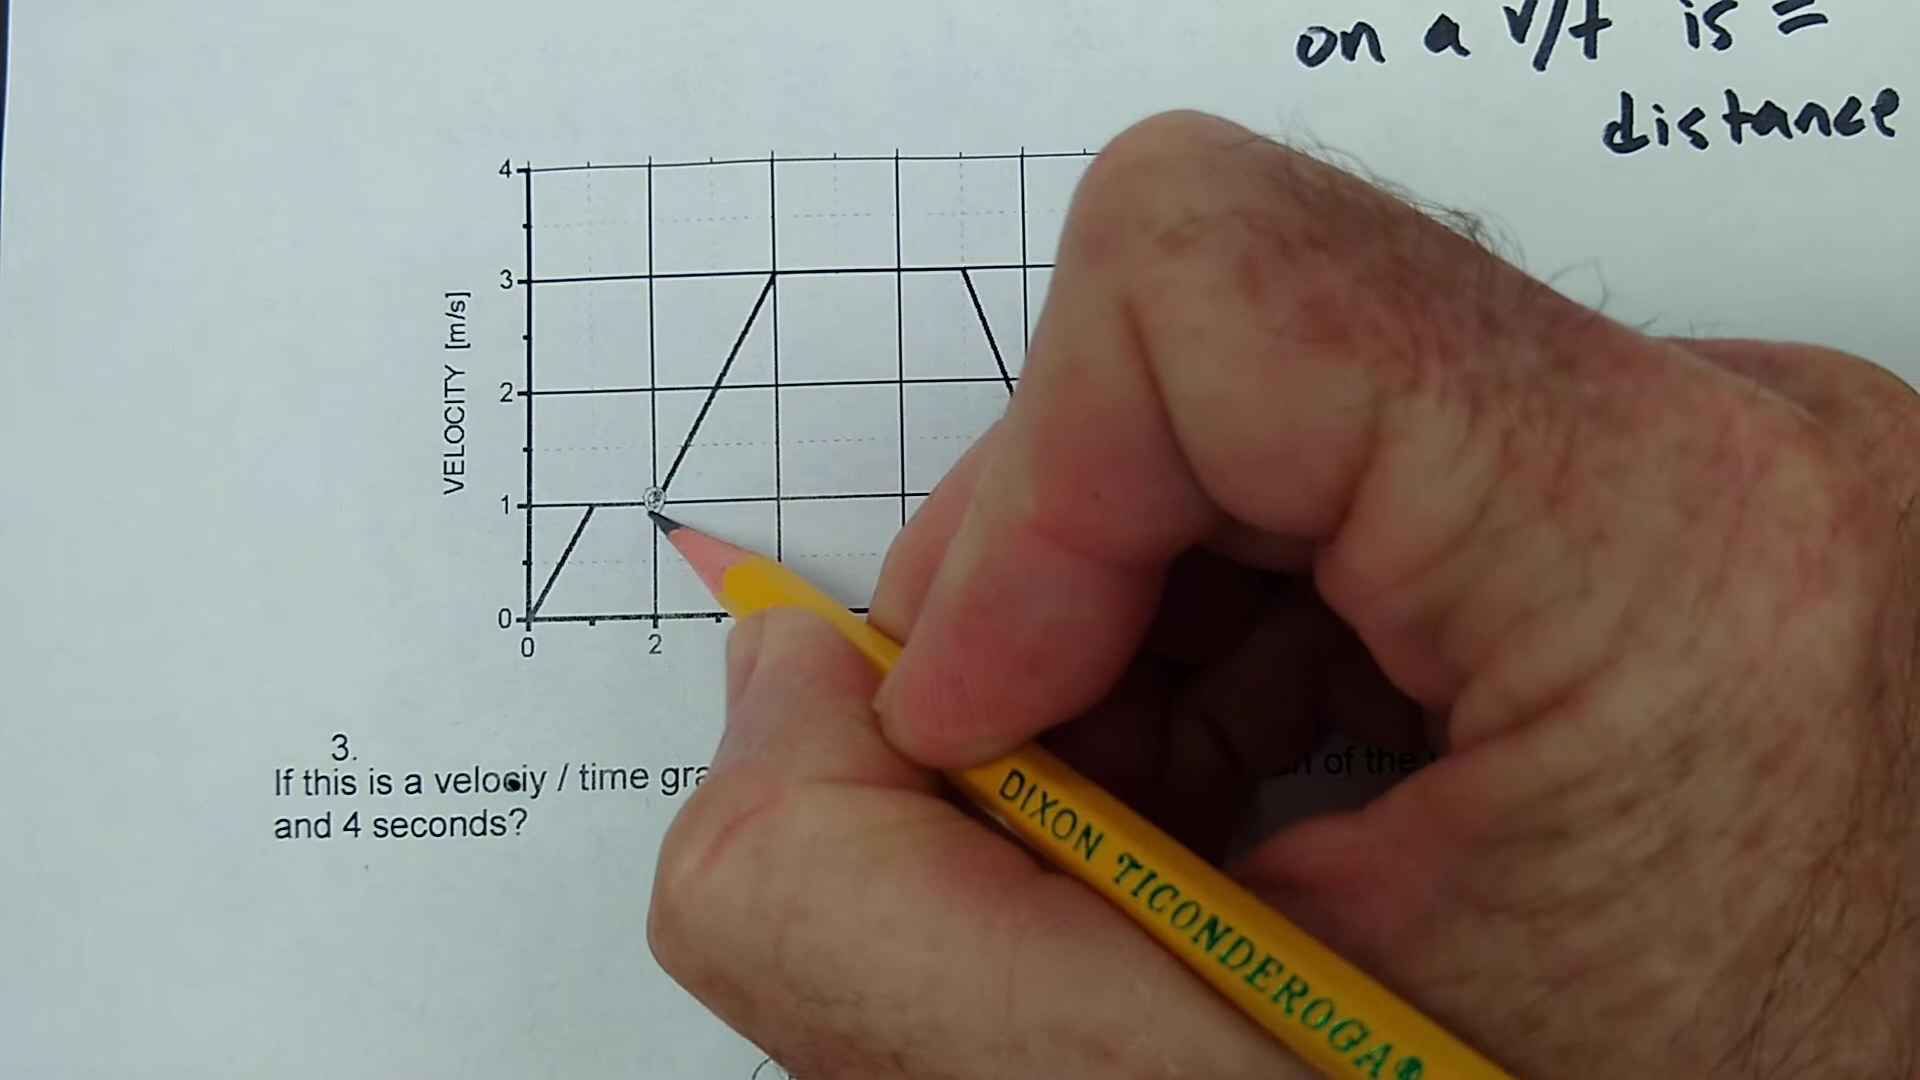 on a v/t is =
distance
4
3
2
1
0
VELOCITY [m/s]
0 2
3.
If this is a velociy / time of the
and 4 seconds?
DIXON TICONDEROGA®